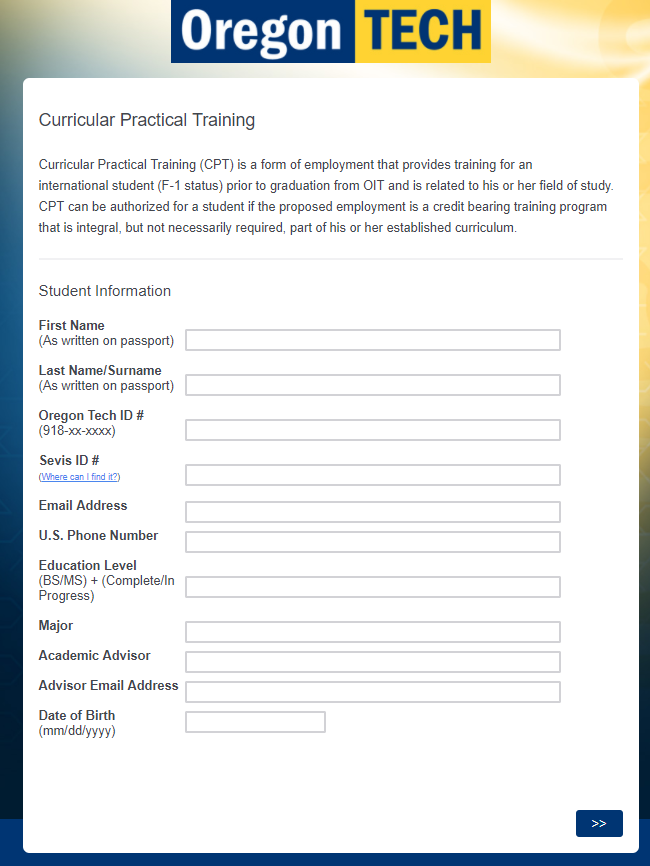 Oregon TECH
Curricular Practical Training
Curricular Practical Training (CPT) is a form of employment that provides training for an
international student (F-1 status) prior to graduation from OIT and is related to his or her field of study.
CPT can be authorized for a student if the proposed employment is a credit bearing training program
that is integral, but not necessarily required, part of his or her established curriculum.
Student Information
First Name
(As written on passport)
Last Name/Surname
(As written on passport)
Oregon Tech ID #
(918-xx-xxxx)
Sevis ID #
(Where can I find it?)
Email Address
U.S. Phone Number
Education Level
(BS/MS) + (Complete/In
Progress)
Major
Academic Advisor
Advisor Email Address
Date of Birth
(mm/dd/yyyy)
>>